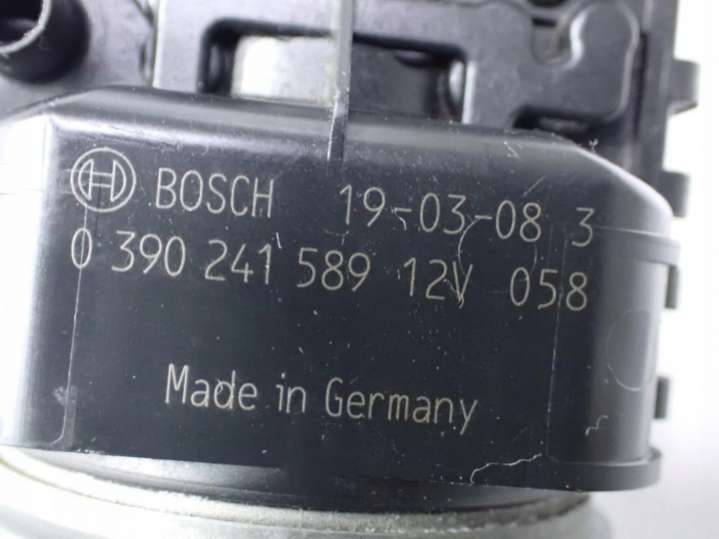 BOSCH 19-03-08 3
0 390 241 589 12V 058
Made in Germany